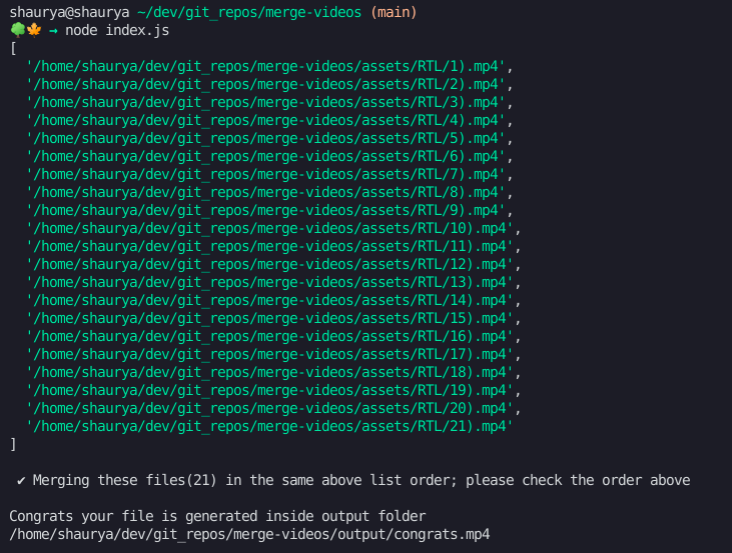 shaurya@shaurya ~/dev/git_repos/merge-videos (main)
🌳🍁 → node index.js
[
  '/home/shaurya/dev/git_repos/merge-videos/assets/RTL/1).mp4',
  '/home/shaurya/dev/git_repos/merge-videos/assets/RTL/2).mp4',
  '/home/shaurya/dev/git_repos/merge-videos/assets/RTL/3).mp4',
  '/home/shaurya/dev/git_repos/merge-videos/assets/RTL/4).mp4',
  '/home/shaurya/dev/git_repos/merge-videos/assets/RTL/5).mp4',
  '/home/shaurya/dev/git_repos/merge-videos/assets/RTL/6).mp4',
  '/home/shaurya/dev/git_repos/merge-videos/assets/RTL/7).mp4',
  '/home/shaurya/dev/git_repos/merge-videos/assets/RTL/8).mp4',
  '/home/shaurya/dev/git_repos/merge-videos/assets/RTL/9).mp4',
  '/home/shaurya/dev/git_repos/merge-videos/assets/RTL/10).mp4',
  '/home/shaurya/dev/git_repos/merge-videos/assets/RTL/11).mp4',
  '/home/shaurya/dev/git_repos/merge-videos/assets/RTL/12).mp4',
  '/home/shaurya/dev/git_repos/merge-videos/assets/RTL/13).mp4',
  '/home/shaurya/dev/git_repos/merge-videos/assets/RTL/14).mp4',
  '/home/shaurya/dev/git_repos/merge-videos/assets/RTL/15).mp4',
  '/home/shaurya/dev/git_repos/merge-videos/assets/RTL/16).mp4',
  '/home/shaurya/dev/git_repos/merge-videos/assets/RTL/17).mp4',
  '/home/shaurya/dev/git_repos/merge-videos/assets/RTL/18).mp4',
  '/home/shaurya/dev/git_repos/merge-videos/assets/RTL/19).mp4',
  '/home/shaurya/dev/git_repos/merge-videos/assets/RTL/20).mp4',
  '/home/shaurya/dev/git_repos/merge-videos/assets/RTL/21).mp4'
]
✔ Merging these files(21) in the same above list order; please check the order above
Congrats your file is generated inside output folder
/home/shaurya/dev/git_repos/merge-videos/output/congrats.mp4